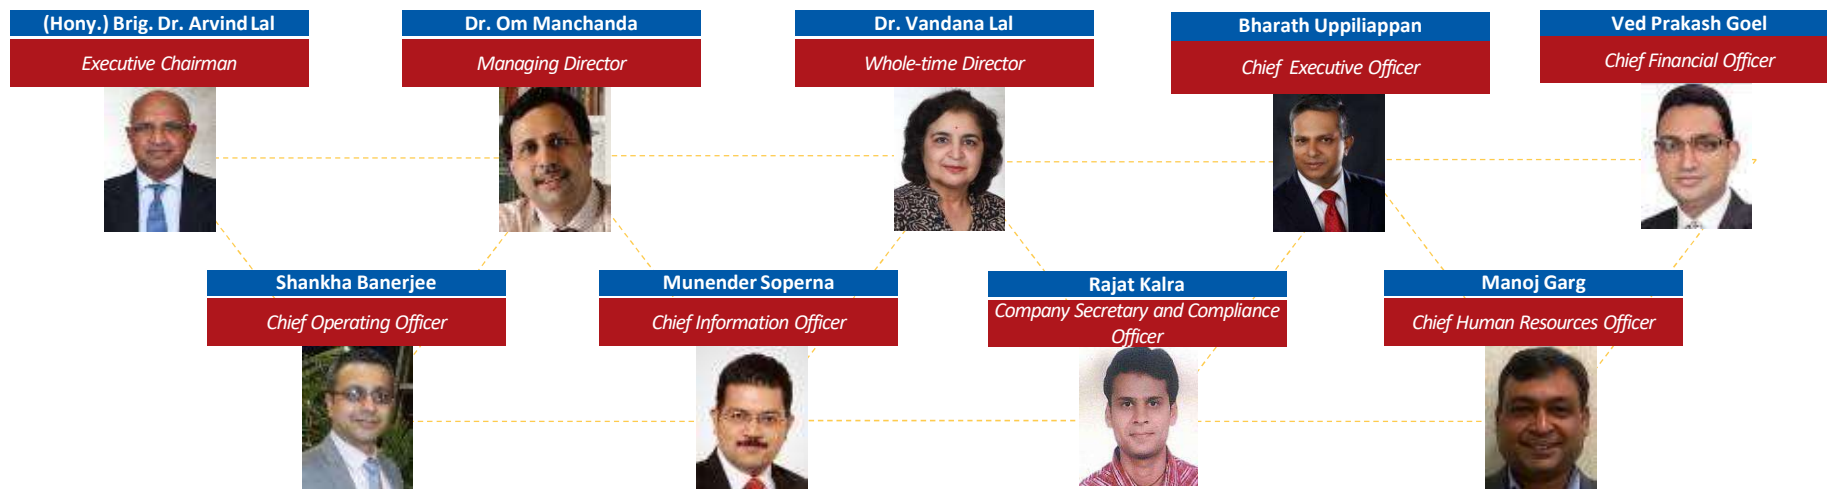 (Hony.) Brig. Dr. Arvind Lal
Executive Chairman
Dr. Om Manchanda
Managing Director
Dr. Vandana Lal
Whole-time Director
Bharath Uppiliappan
Chief Executive Officer
Ved Prakash Goel
Chief Financial Officer
Shankha Banerjee
Chief Operating Officer
Munender Soperna
Chief Information Officer
Rajat Kalra
Company Secretary and Compliance
Officer
Manoj Garg
Chief Human Resources Officer